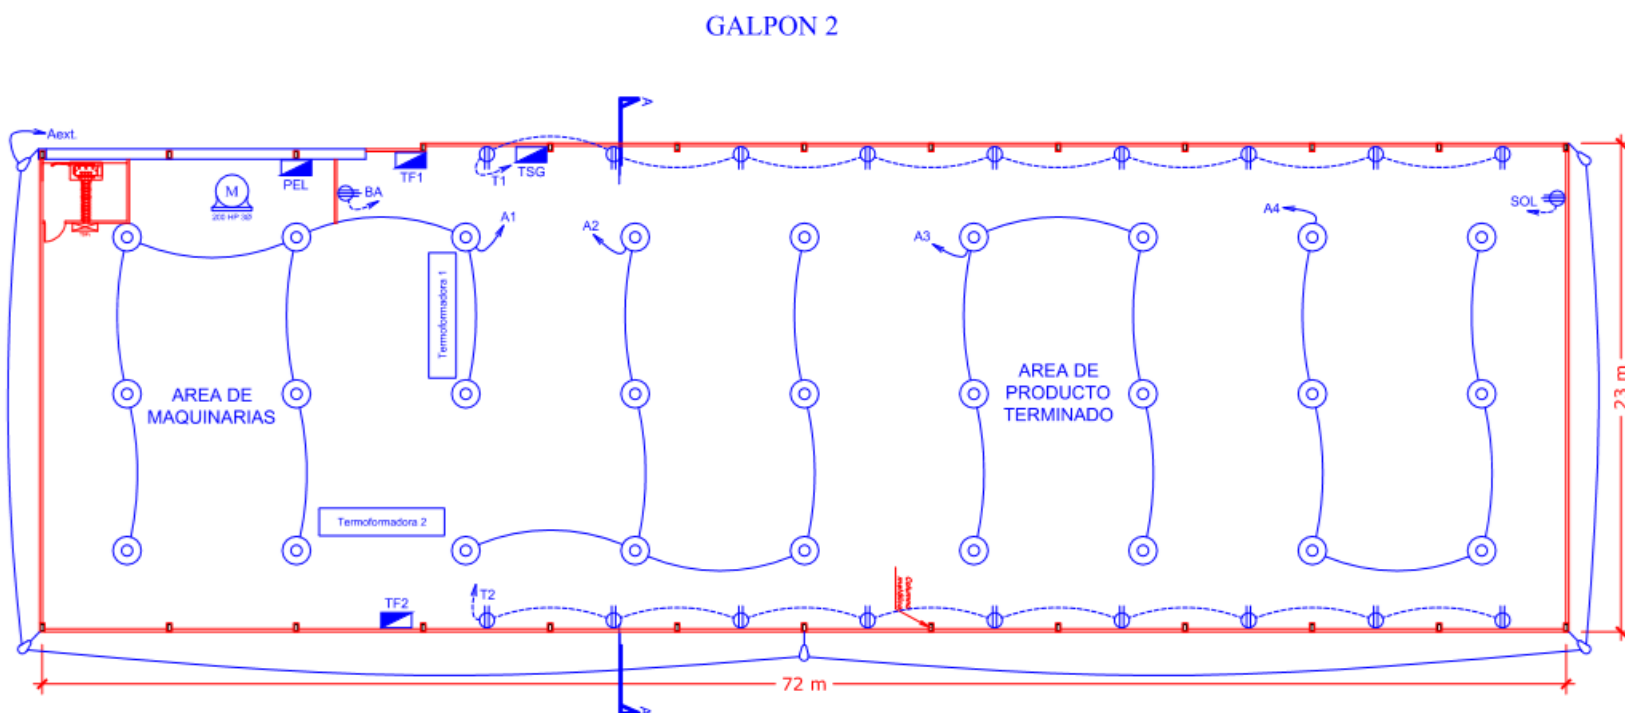 GALPON 2
A
Aext.
PEL
TF1
T1
TSG
M
200 HP 3Ø
BA
SOL
A1
A2
A3
A4
Termoformadora 1
AREA DE
MAQUINARIAS
AREA DE
PRODUCTO
TERMINADO
23 m
Termoformadora 2
TF2
T2
72 m
A